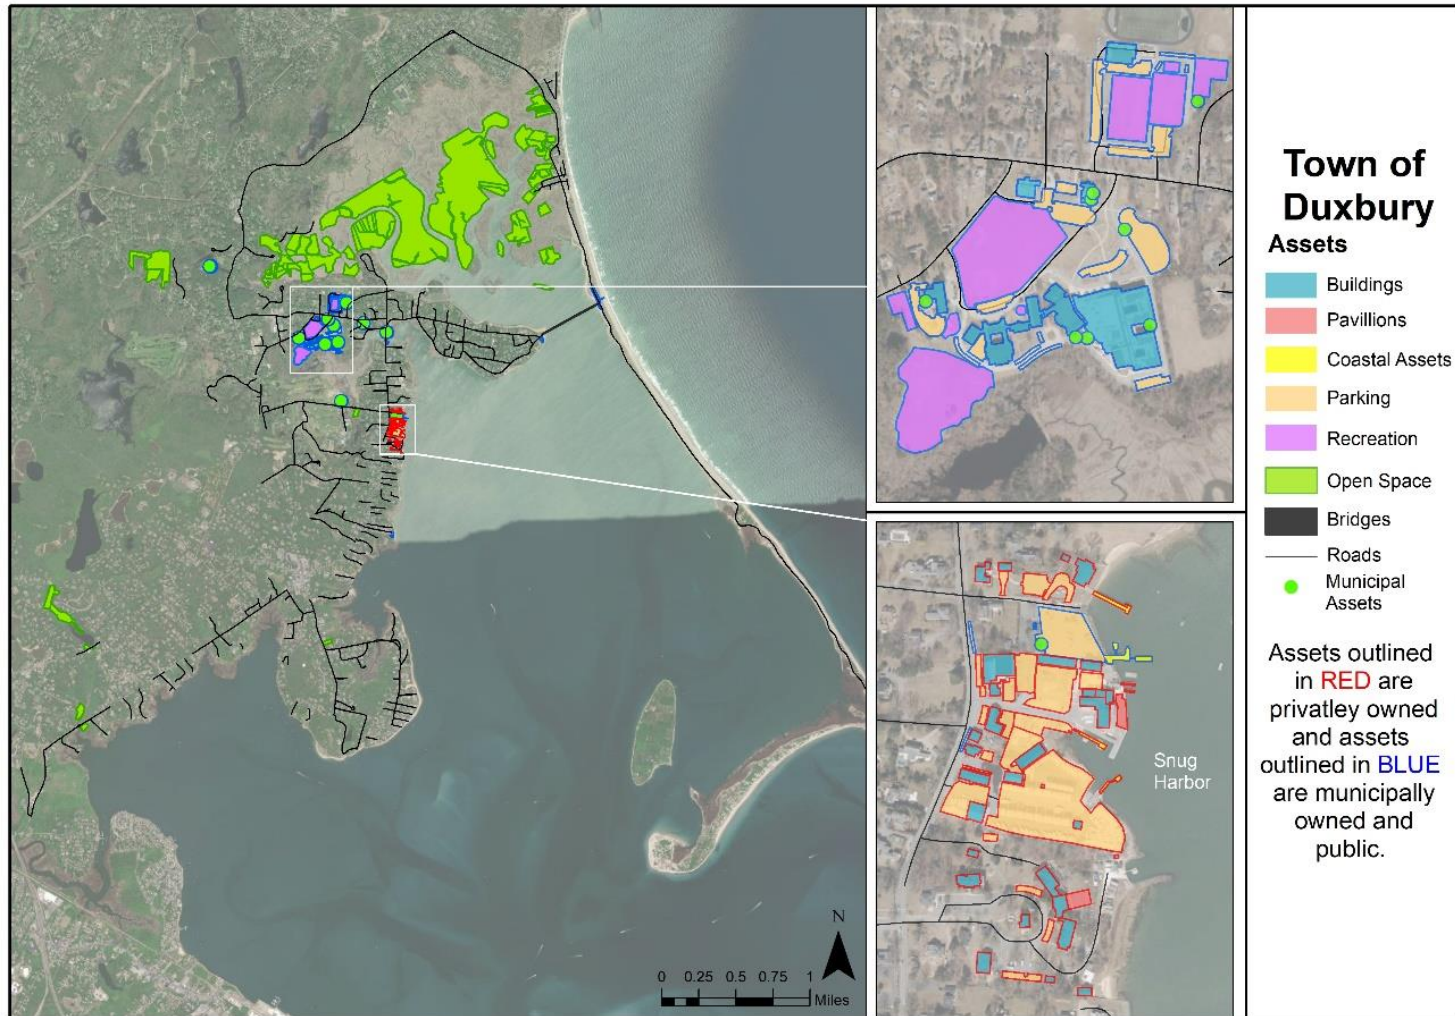 Town of
Duxbury
Assets
Buildings
Pavillions
Coastal Assets
Parking
Recreation
Open Space
Bridges
Roads
Municipal
Assets
Assets outlined
in RED are
privatley owned
and assets
outlined in BLUE
are municipally
owned and
public.
Snug
Harbor
N
0 0.25 0.5 0.75 1
Miles